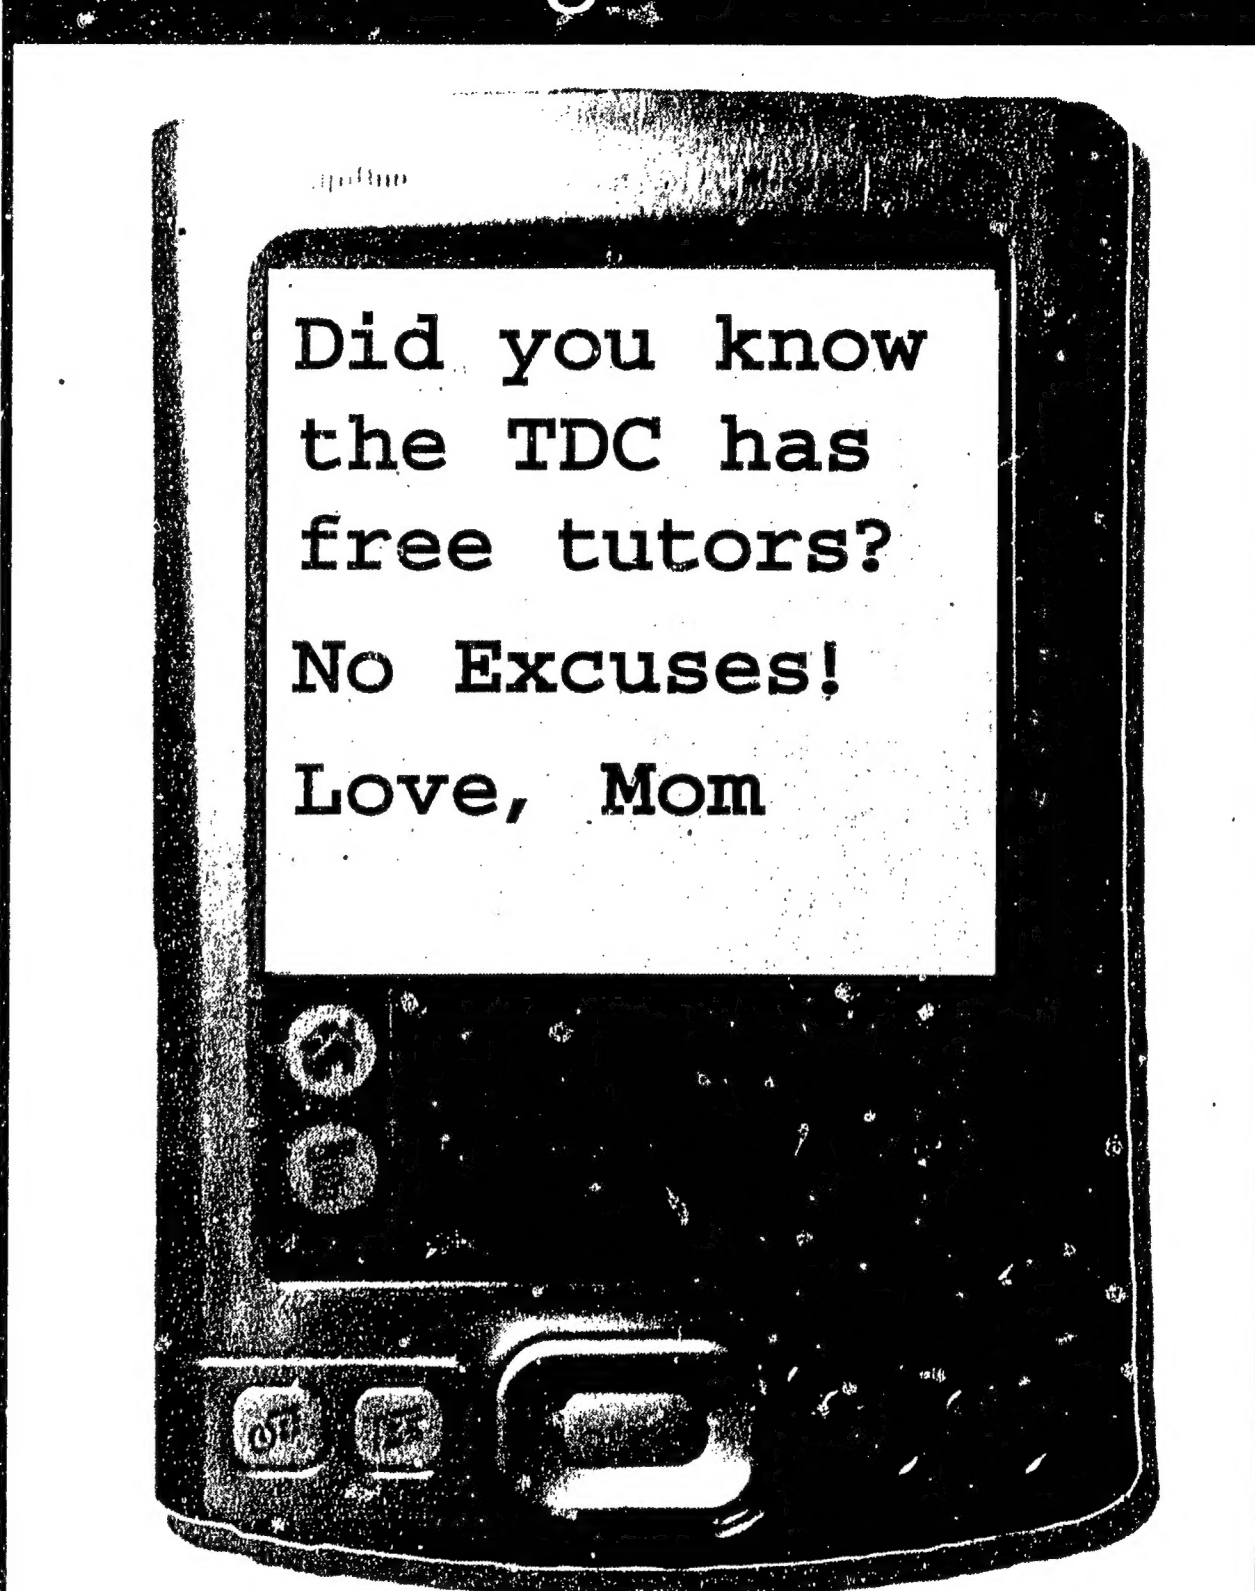 Did you know
the TDC has
free tutors?
No Excuses!
Love, Mom